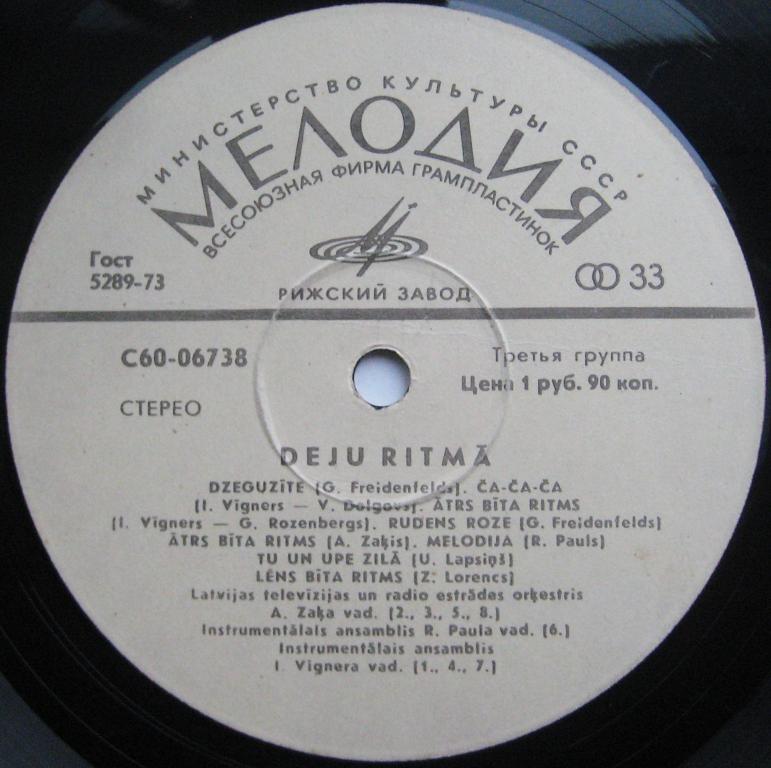 МИНИСТЕРСТВО КУЛЬТУРЫ СССР
МЕЛОДИЯ
ВСЕСОЮЗНАЯ ФИРМА ГРАМПЛАСТИНОК
Гост
5289-73
33
РИЖСКИЙ ЗАВОД
С60-06738
Третья группа
Цена 1 руб. 90 коп.
СТЕРЕО
DEJU RITMĀ
DZEGUZĪTE (G. Freidenfelds). ČA-ČA-ČA
(I. Vīgners — V. Dolgovs). ĀTRS BĪTA RITMS
(I. Vīgners — G. Rozenbergs). RUDENS ROZE (G. Freidenfelds)
ĀTRS BĪTA RITMS (A. Zaķis). MELODIJA (R. Pauls)
TU UN UPE ZILĀ (U. Lapsiņš)
LĒNS BĪTA RITMS (Z. Lorencs)
Latvijas televīzijas un radio estrādes orķestris
A. Zaķa vad. (2., 3., 5., 8.)
Instrumentālais ansamblis R. Paula vad. (6.)
Instrumentālais ansamblis
I. Vīgnera vad. (1., 4., 7.)